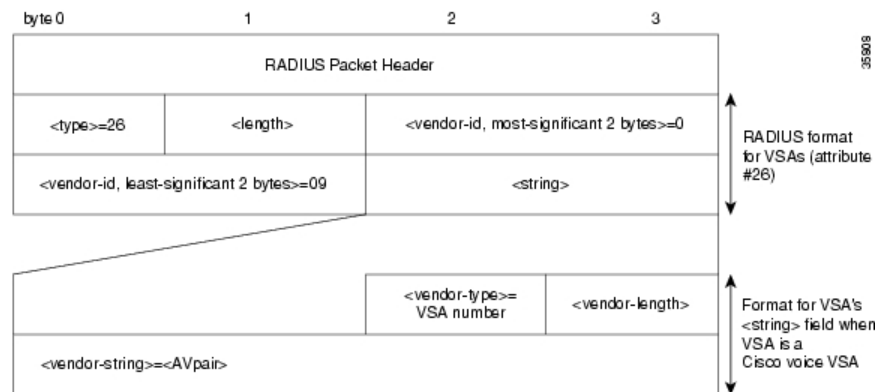 byte 0 1 2 3
35909
RADIUS Packet Header
<type>=26 <length> <vendor-id, most-significant 2 bytes>=0
RADIUS format
for VSAs (attribute
#26)
<vendor-id, least-significant 2 bytes>=09 <string>
<vendor-type>=
VSA number
<vendor-length>
Format for VSA's
<string> field when
VSA is a
Cisco voice VSA
<vendor-string>=<AVpair>